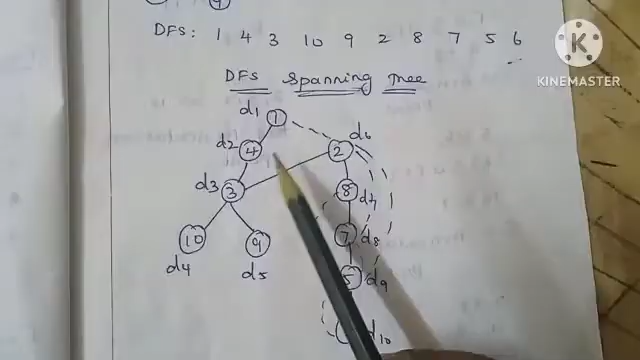 4
DFS: 1 4 3 10 9 2 8 7 5 6
K
KINEMASTER
DFS Spanning Tree
d1 1
d2 4 2 d6
d3 3 8 d7
10 9 7 d8
d4 d5 5 d9
d10